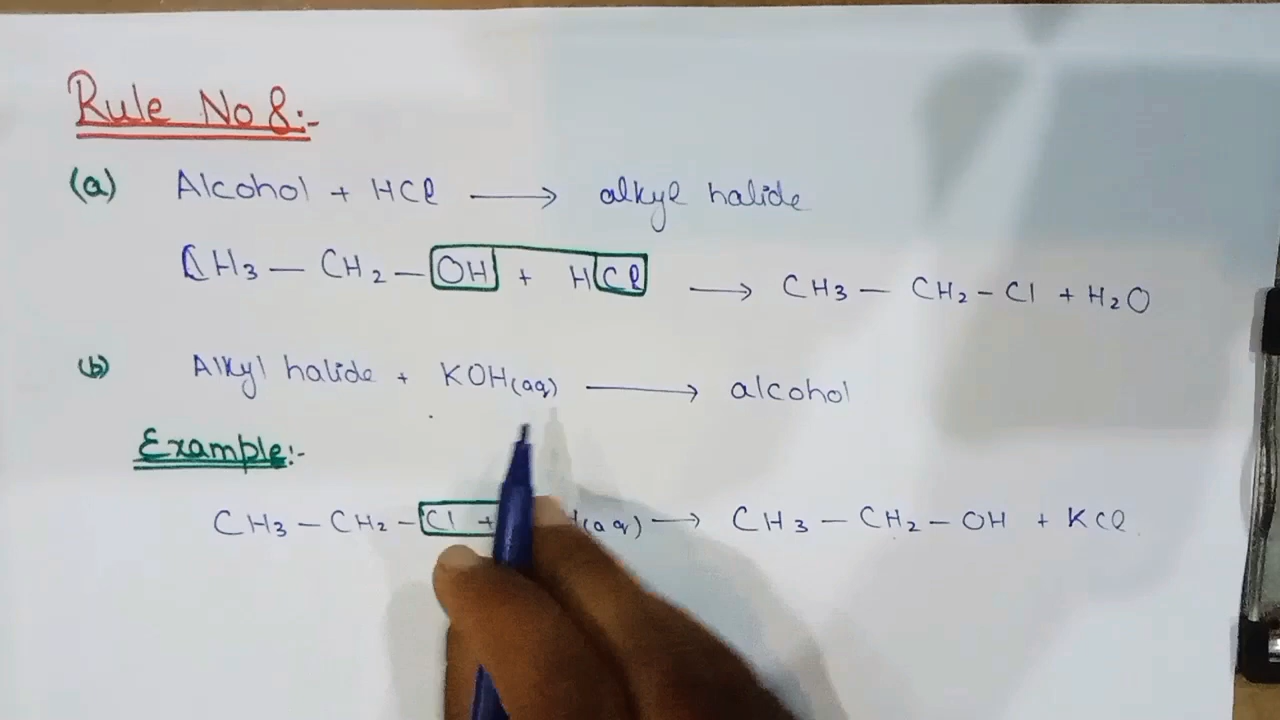 Rule No 8:-
(a) Alcohol + HCl ⟶ alkyl halide
CH3 — CH2 — OH + HCl ⟶ CH3 — CH2 – Cl + H2O
(b) Alkyl halide + KOH(aq) ⟶ alcohol
Example:-
CH3 – CH2 – Cl + (aq) ⟶ CH3 – CH2 – OH + KCl